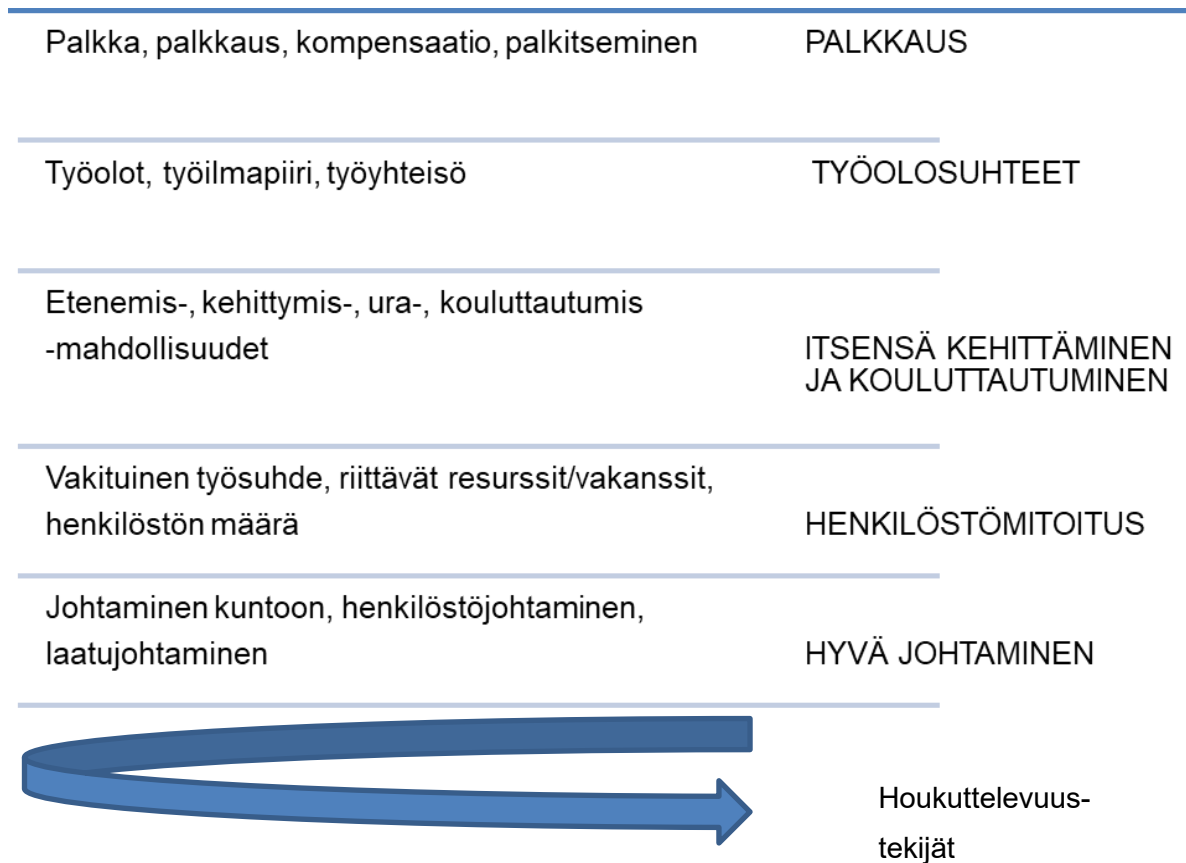 Palkka, palkkaus, kompensaatio, palkitseminen
PALKKAUS
Työolot, työilmapiiri, työyhteisö
TYÖOLOSUHTEET
Etenemis-, kehittymis-, ura-, kouluttautumis
-mahdollisuudet
ITSENSÄ KEHITTÄMINEN
JA KOULUTTAUTUMINEN
Vakituinen työsuhde, riittävät resurssit/vakanssit,
henkilöstön määrä
HENKILÖSTÖMITOITUS
Johtaminen kuntoon, henkilöstöjohtaminen,
laatujohtaminen
HYVÄ JOHTAMINEN
Houkuttelevuus-
tekijät